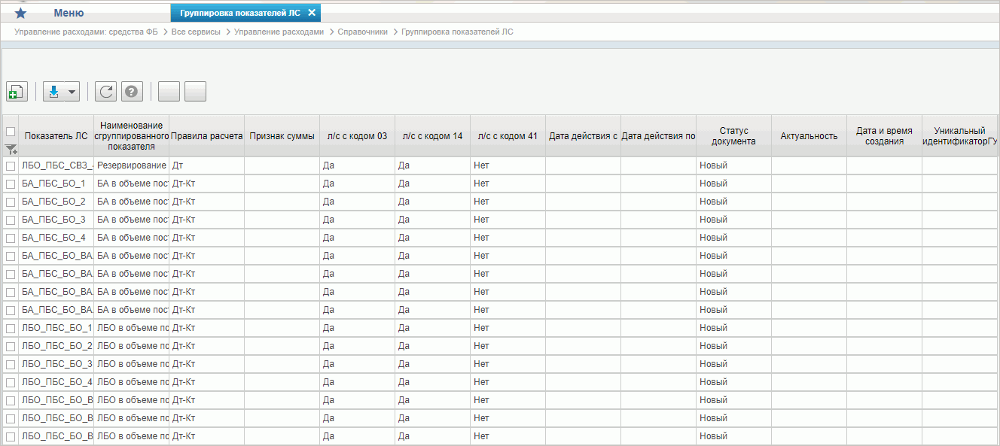 Меню
Группировка показателей ЛС
Управление расходами: средства ФБ > Все сервисы > Управление расходами > Справочники > Группировка показателей ЛС
Показатель ЛС Наименование сгруппированного показателя Правила расчета Признак суммы л/с с кодом 03 л/с с кодом 14 л/с с кодом 41 Дата действия с Дата действия по Статус документа Актуальность Дата и время создания Уникальный идентификаторГУ
ЛБО_ПБС_СВЗ_ Резервирование Дт Да Да Нет Новый
БА_ПБС_БО_1 БА в объеме пост Дт-Кт Да Да Нет Новый
БА_ПБС_БО_2 БА в объеме пост Дт-Кт Да Да Нет Новый
БА_ПБС_БО_3 БА в объеме пост Дт-Кт Да Да Нет Новый
БА_ПБС_БО_4 БА в объеме пост Дт-Кт Да Да Нет Новый
БА_ПБС_БО_ВА БА в объеме пост Дт-Кт Да Да Нет Новый
БА_ПБС_БО_ВА БА в объеме пост Дт-Кт Да Да Нет Новый
БА_ПБС_БО_ВА БА в объеме пост Дт-Кт Да Да Нет Новый
БА_ПБС_БО_ВА БА в объеме пост Дт-Кт Да Да Нет Новый
ЛБО_ПБС_БО_1 ЛБО в объеме по Дт-Кт Да Да Нет Новый
ЛБО_ПБС_БО_2 ЛБО в объеме по Дт-Кт Да Да Нет Новый
ЛБО_ПБС_БО_3 ЛБО в объеме по Дт-Кт Да Да Нет Новый
ЛБО_ПБС_БО_4 ЛБО в объеме по Дт-Кт Да Да Нет Новый
ЛБО_ПБС_БО_В ЛБО в объеме по Дт-Кт Да Да Нет Новый
ЛБО_ПБС_БО_В ЛБО в объеме по Дт-Кт Да Да Нет Новый
ЛБО_ПБС_БО_В ЛБО в объеме по Дт-Кт Да Да Нет Новый